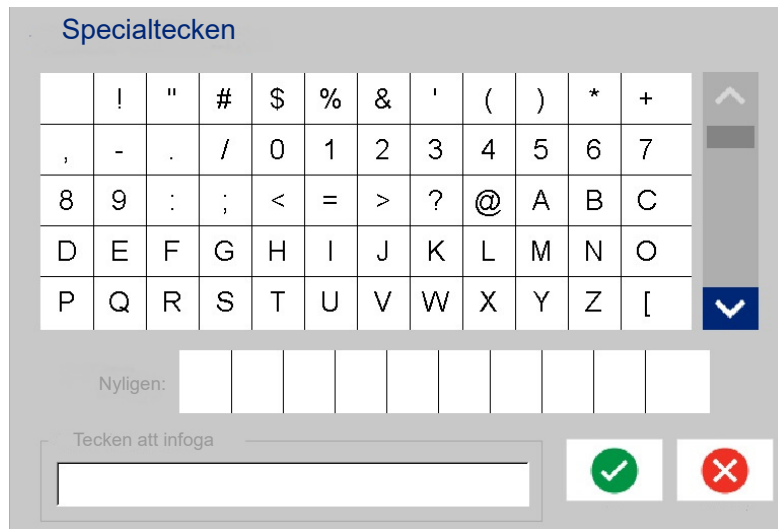 Specialtecken
! " # $ % & ' ( ) * +
, - . / 0 1 2 3 4 5 6 7
8 9 : ; < = > ? @ A B C
D E F G H I J K L M N O
P Q R S T U V W X Y Z [
Nyligen:
Tecken att infoga